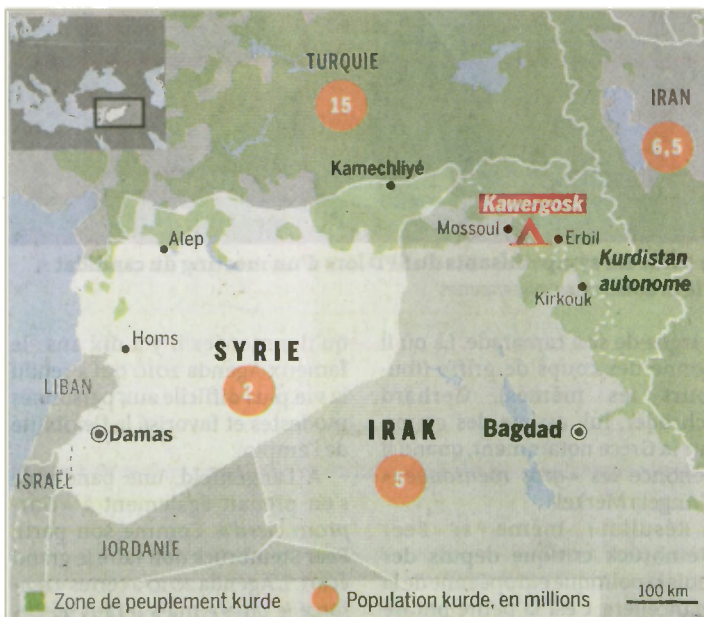 TURQUIE
15
IRAN
6,5
Kamechliyé
Kawergosk
Mossoul
Erbil
Alep
Kurdistan
autonome
Kirkouk
Homs
SYRIE
2
LIBAN
Damas
IRAK
Bagdad
5
ISRAËL
JORDANIE
Zone de peuplement kurde
Population kurde, en millions
100 km